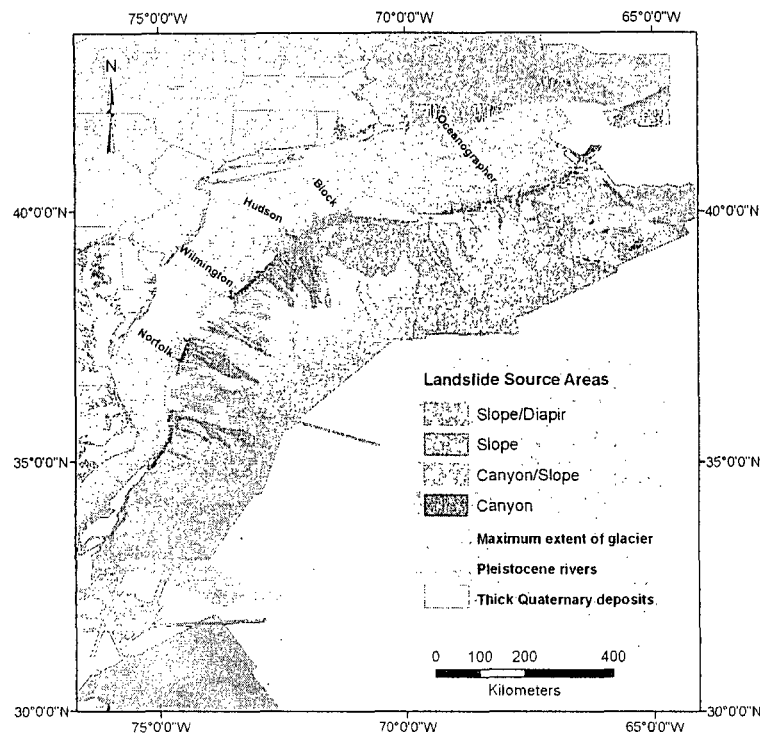 75°0'0"W 70°0'0"W 65°0'0"W
N
Oceanographer
Block
Hudson
40°0'0"N 40°0'0"N
Wilmington
Norfolk
Landslide Source Areas
Slope/Diapir
Slope
35°0'0"N 35°0'0"N
Canyon/Slope
Canyon
Maximum extent of glacier
Pleistocene rivers
Thick Quaternary deposits
0 100 200 400
Kilometers
30°0'0"N 30°0'0"N
75°0'0"W 70°0'0"W 65°0'0"W